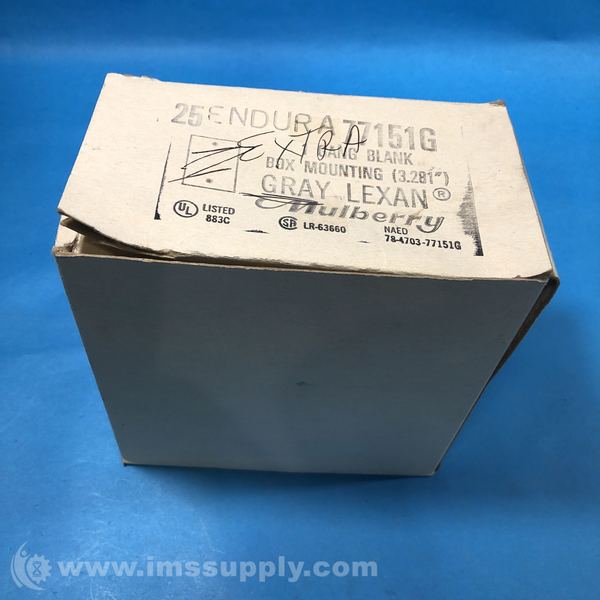 25 ENDURA 77151G
EXTRA
GANG BLANK
BOX MOUNTING (3.281")
GRAY LEXAN®
Mulberry
UL LISTED
883C
SA LR-63660
NAED
78-4703-77151G
www.imssupply.com